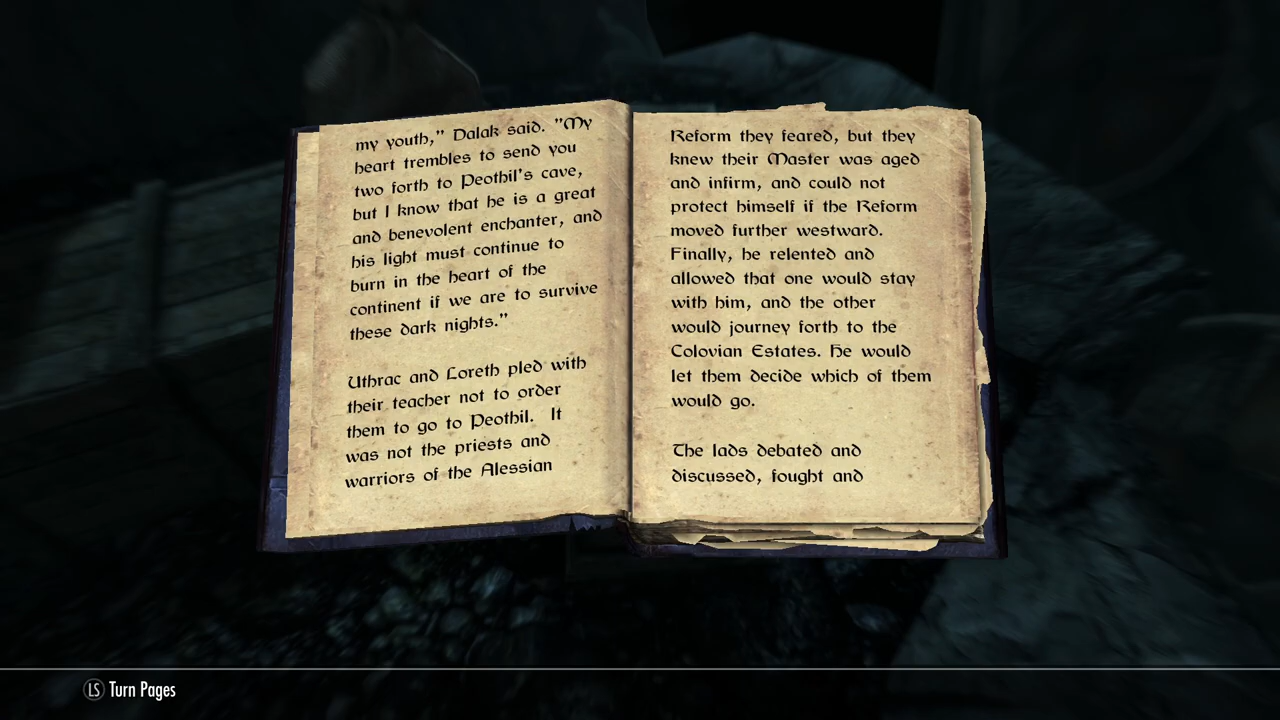 my youth," Dalak said. "My
heart trembles to send you
two forth to Peothil's cave,
but I know that he is a great
and benevolent enchanter, and
his light must continue to
burn in the heart of the
continent if we are to survive
these dark nights."
Uthrac and Loreth pled with
their teacher not to order
them to go to Peothil. It
was not the priests and
warriors of the Alessian
Reform they feared, but they
knew their Master was aged
and infirm, and could not
protect himself if the Reform
moved further westward.
Finally, he relented and
allowed that one would stay
with him, and the other
would journey forth to the
Colovian Estates. He would
let them decide which of them
would go.
The lads debated and
discussed, fought and
LS Turn Pages